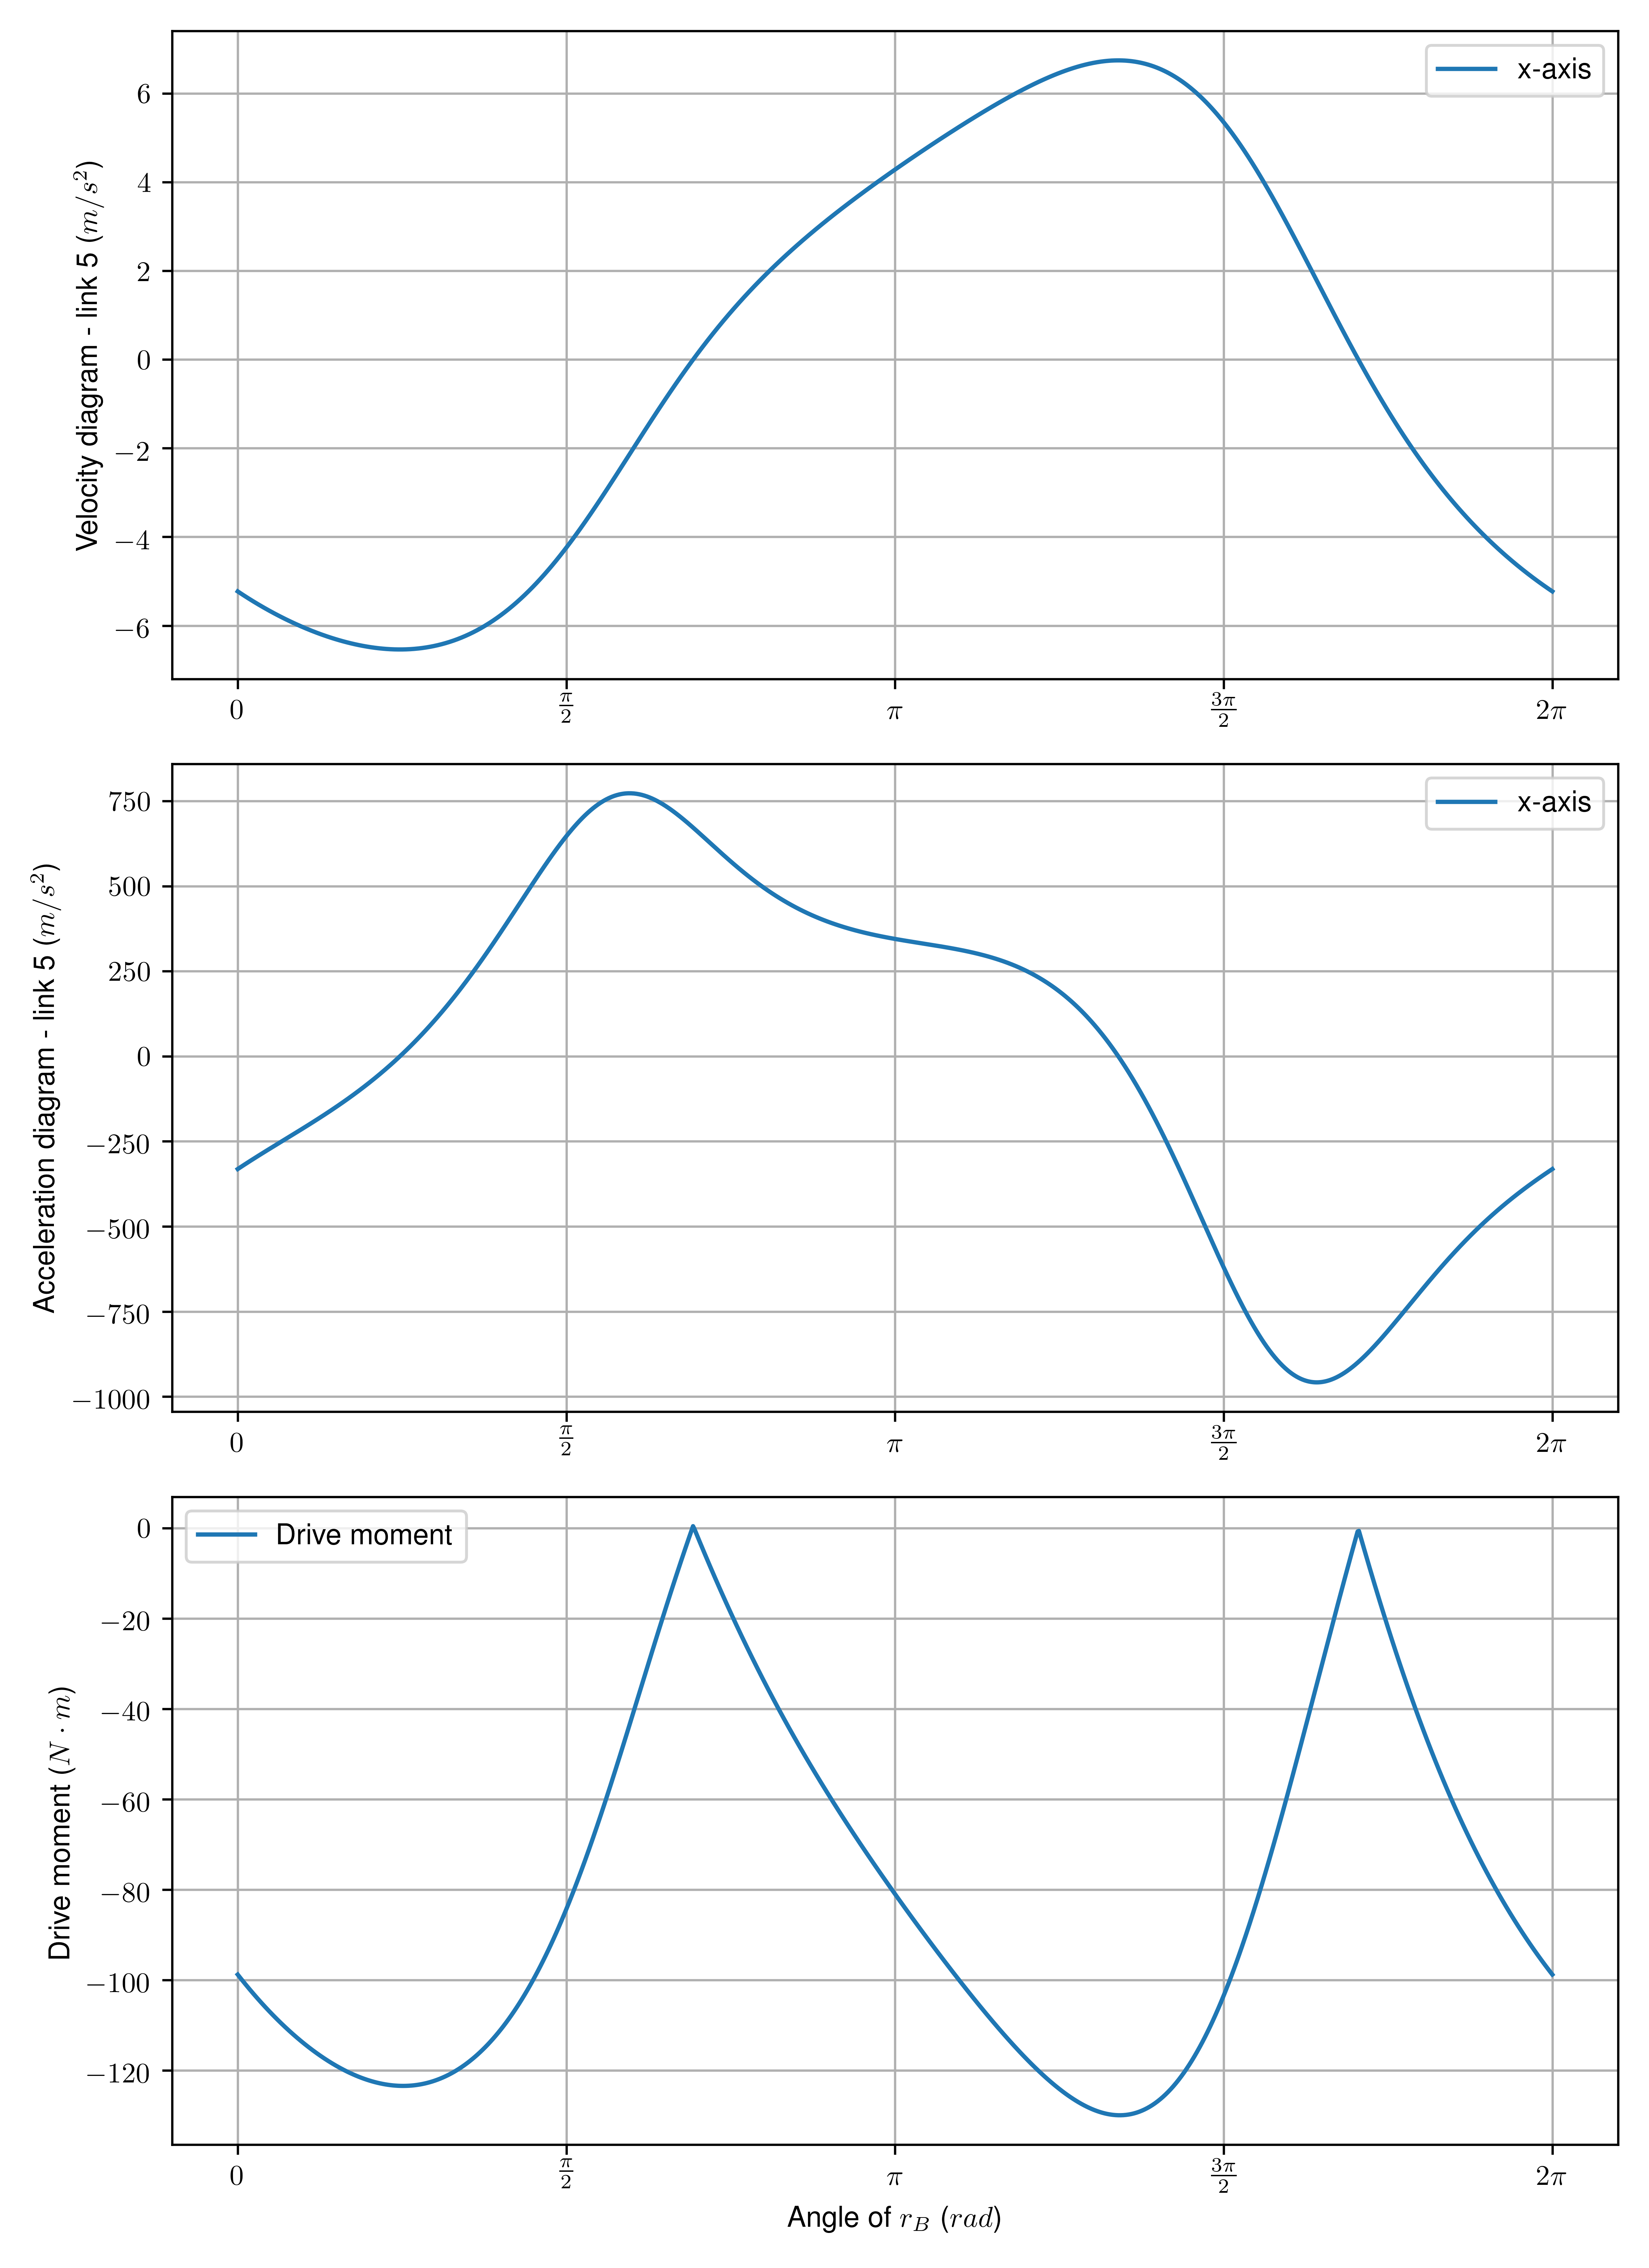 Velocity diagram - link 5 (m/s²)
6
4
2
0
−2
−4
−6
x-axis
0 π/2 π 3π/2 2π
Acceleration diagram - link 5 (m/s²)
750
500
250
0
−250
−500
−750
−1000
x-axis
0 π/2 π 3π/2 2π
Drive moment (N · m)
0
−20
−40
−60
−80
−100
−120
Drive moment
0 π/2 π 3π/2 2π
Angle of r_B (rad)